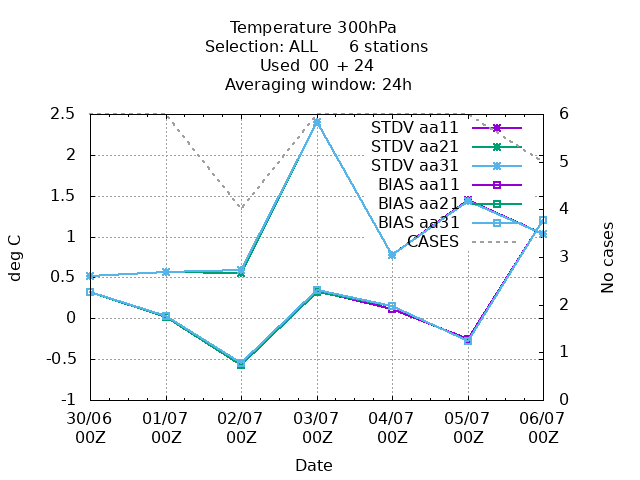 Temperature 300hPa
Selection: ALL      6 stations
Used  00 + 24
Averaging window: 24h
2.5
2
1.5
1
0.5
0
-0.5
-1
deg C
6
5
4
3
2
1
0
No cases
STDV aa11
STDV aa21
STDV aa31
BIAS aa11
BIAS aa21
BIAS aa31
CASES
30/06 01/07 02/07 03/07 04/07 05/07 06/07
00Z 00Z 00Z 00Z 00Z 00Z 00Z
Date